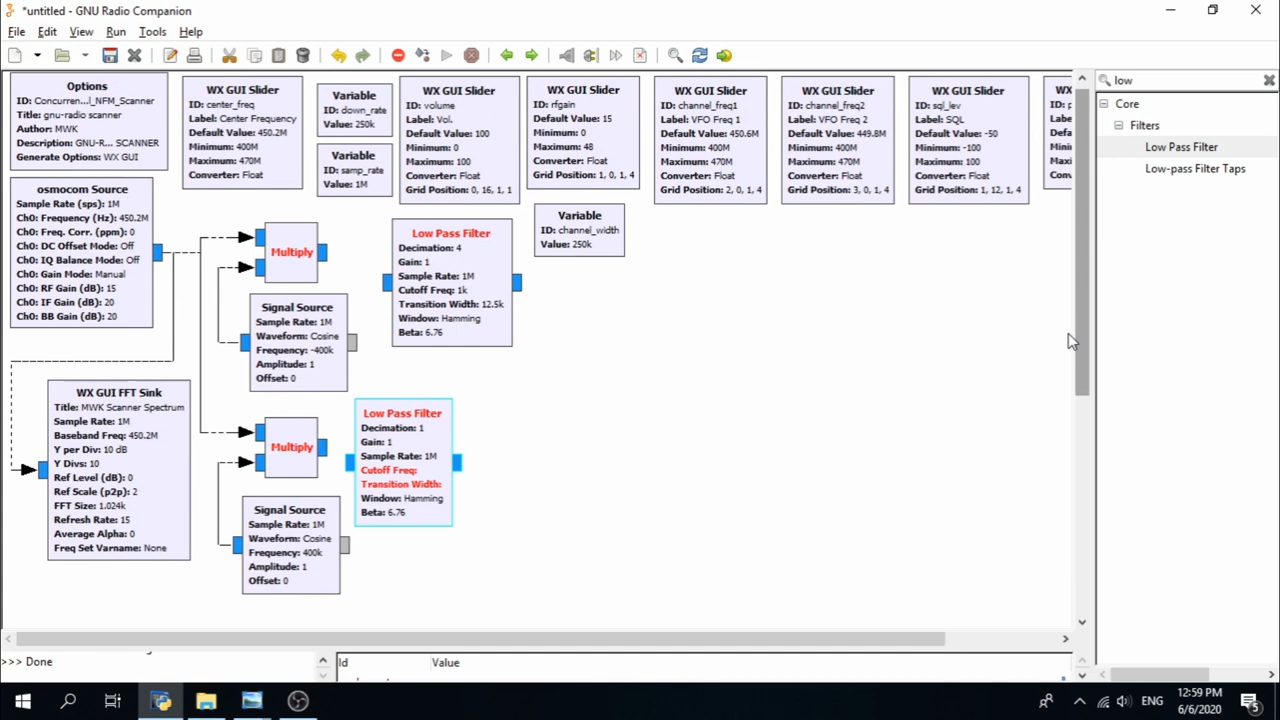 *untitled - GNU Radio Companion
File Edit View Run Tools Help
Options
ID: Concurren...l_NFM_Scanner
Title: gnu-radio scanner
Author: MWK
Description: GNU-R... SCANNER
Generate Options: WX GUI
WX GUI Slider
ID: center_freq
Label: Center Frequency
Default Value: 450.2M
Minimum: 400M
Maximum: 470M
Converter: Float
Variable
ID: down_rate
Value: 250k
Variable
ID: samp_rate
Value: 1M
WX GUI Slider
ID: volume
Label: Vol.
Default Value: 100
Minimum: 0
Maximum: 100
Converter: Float
Grid Position: 0, 16, 1, 1
WX GUI Slider
ID: rfgain
Default Value: 15
Minimum: 0
Maximum: 48
Converter: Float
Grid Position: 1, 0, 1, 4
WX GUI Slider
ID: channel_freq1
Label: VFO Freq 1
Default Value: 450.6M
Minimum: 400M
Maximum: 470M
Converter: Float
Grid Position: 2, 0, 1, 4
WX GUI Slider
ID: channel_freq2
Label: VFO Freq 2
Default Value: 449.8M
Minimum: 400M
Maximum: 470M
Converter: Float
Grid Position: 3, 0, 1, 4
WX GUI Slider
ID: sql_lev
Label: SQL
Default Value: -50
Minimum: -100
Maximum: 100
Converter: Float
Grid Position: 1, 12, 1, 4
osmocom Source
Sample Rate (sps): 1M
Ch0: Frequency (Hz): 450.2M
Ch0: Freq. Corr. (ppm): 0
Ch0: DC Offset Mode: Off
Ch0: IQ Balance Mode: Off
Ch0: Gain Mode: Manual
Ch0: RF Gain (dB): 15
Ch0: IF Gain (dB): 20
Ch0: BB Gain (dB): 20
Multiply
Low Pass Filter
Decimation: 4
Gain: 1
Sample Rate: 1M
Cutoff Freq: 1k
Transition Width: 12.5k
Window: Hamming
Beta: 6.76
Variable
ID: channel_width
Value: 250k
Signal Source
Sample Rate: 1M
Waveform: Cosine
Frequency: -400k
Amplitude: 1
Offset: 0
WX GUI FFT Sink
Title: MWK Scanner Spectrum
Sample Rate: 1M
Baseband Freq: 450.2M
Y per Div: 10 dB
Y Divs: 10
Ref Level (dB): 0
Ref Scale (p2p): 2
FFT Size: 1.024k
Refresh Rate: 15
Average Alpha: 0
Freq Set Varname: None
Multiply
Low Pass Filter
Decimation: 1
Gain: 1
Sample Rate: 1M
Cutoff Freq:
Transition Width:
Window: Hamming
Beta: 6.76
Signal Source
Sample Rate: 1M
Waveform: Cosine
Frequency: 400k
Amplitude: 1
Offset: 0
low
Core
Filters
Low Pass Filter
Low-pass Filter Taps
>>> Done
Id Value
ENG
12:59 PM
6/6/2020
5